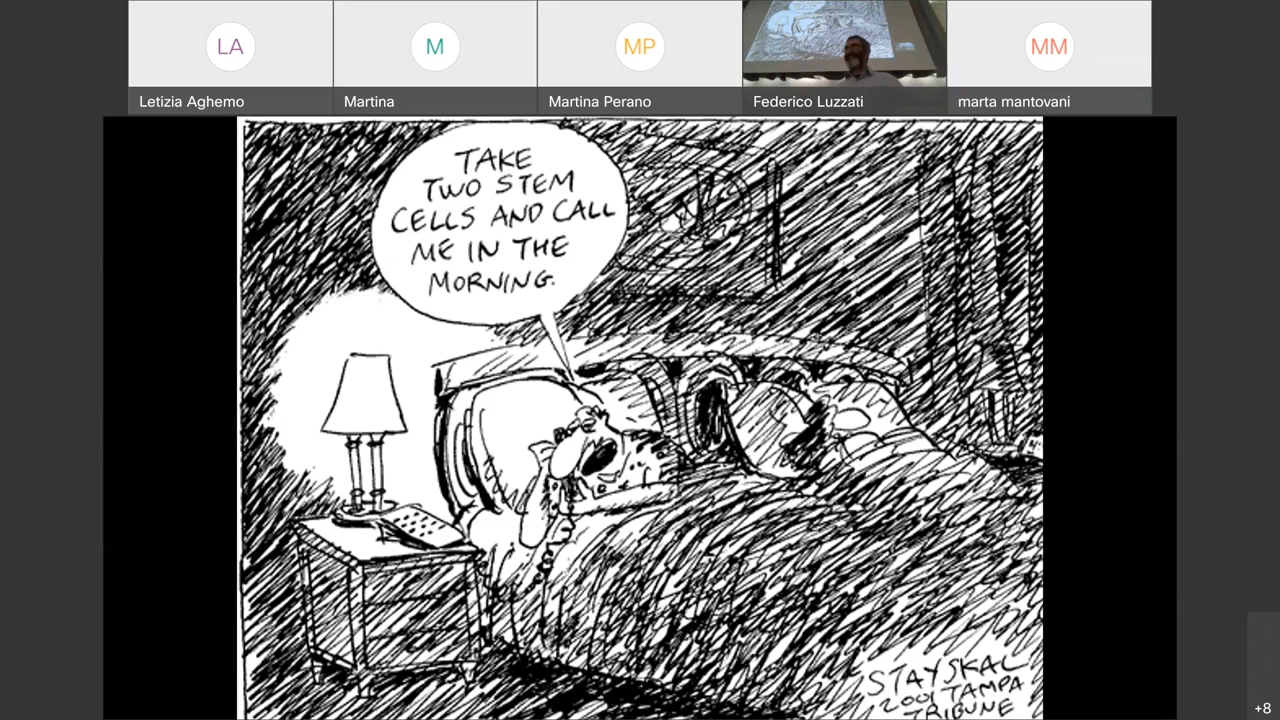 LA
M
MP
MM
Letizia Aghemo
Martina
Martina Perano
Federico Luzzati
marta mantovani
TAKE
TWO STEM
CELLS AND CALL
ME IN THE
MORNING.
STAYSKAL
2001 TAMPA
TRIBUNE
+8